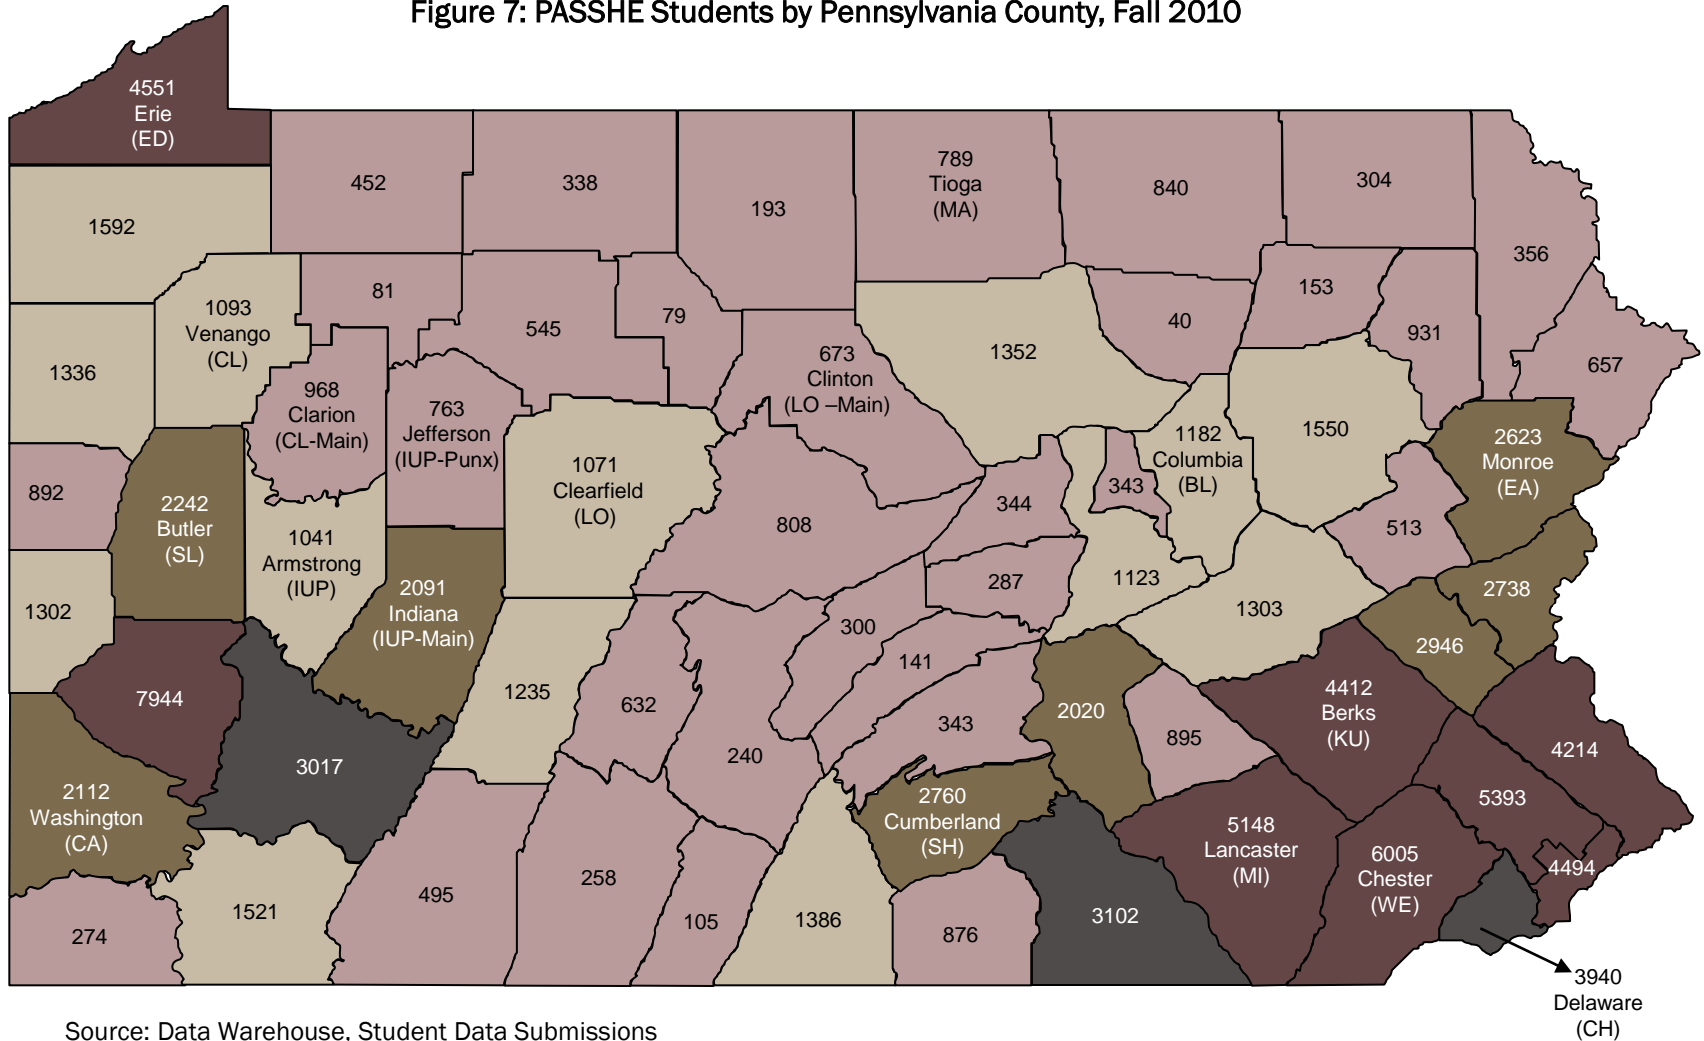 Figure 7: PASSHE Students by Pennsylvania County, Fall 2010
4551
Erie
(ED)
452
338
193
789
Tioga
(MA)
840
304
356
1592
1093
Venango
(CL)
81
545
79
673
Clinton
(LO –Main)
1352
40
153
931
657
1336
968
Clarion
(CL-Main)
763
Jefferson
(IUP-Punx)
1071
Clearfield
(LO)
1182
Columbia
(BL)
1550
2623
Monroe
(EA)
892
2242
Butler
(SL)
1041
Armstrong
(IUP)
2091
Indiana
(IUP-Main)
808
344
343
513
1302
287
1123
1303
2738
300
2946
7944
1235
632
141
2020
4412
Berks
(KU)
3017
240
343
895
4214
2112
Washington
(CA)
2760
Cumberland
(SH)
5148
Lancaster
(MI)
5393
6005
Chester
(WE)
4494
274
1521
495
258
105
1386
876
3102
3940
Delaware
(CH)
Source: Data Warehouse, Student Data Submissions